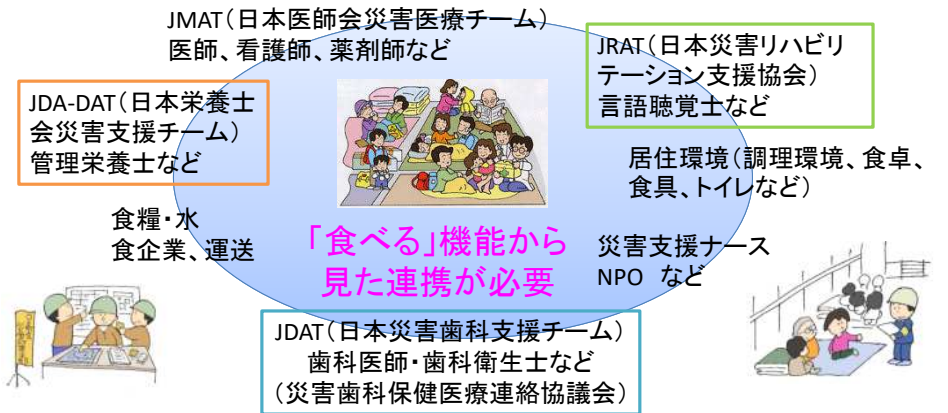 JMAT（日本医師会災害医療チーム）
医師、看護師、薬剤師など
JRAT（日本災害リハビリ
テーション支援協会）
言語聴覚士など
JDA-DAT（日本栄養士
会災害支援チーム）
管理栄養士など
居住環境（調理環境、食卓、
食具、トイレなど）
食糧・水
食企業、運送
「食べる」機能から
見た連携が必要
災害支援ナース
NPO など
JDAT（日本災害歯科支援チーム）
歯科医師・歯科衛生士など
（災害歯科保健医療連絡協議会）